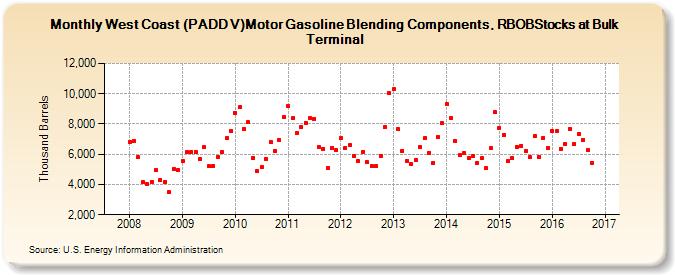 Monthly West Coast (PADD V)Motor Gasoline Blending Components, RBOBStocks at Bulk
Terminal
Thousand Barrels
12,000
10,000
8,000
6,000
4,000
2,000
2008 2009 2010 2011 2012 2013 2014 2015 2016 2017
Source: U.S. Energy Information Administration